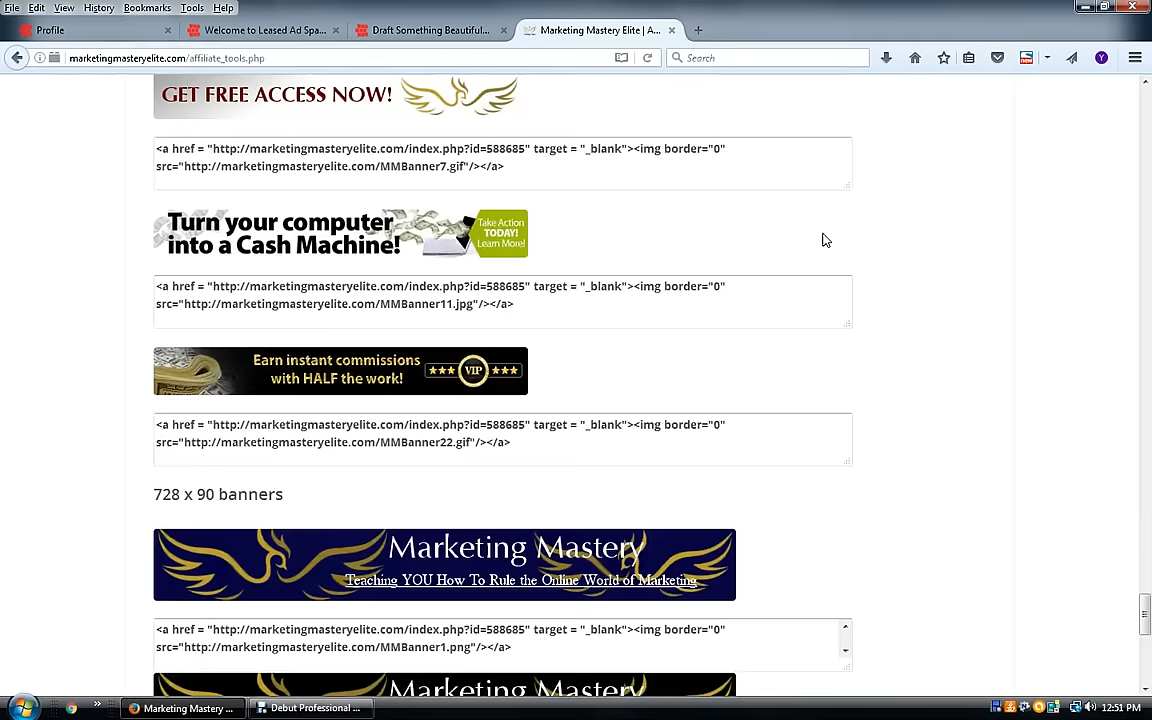 File Edit View History Bookmarks Tools Help
Profile
Welcome to Leased Ad Spa...
Draft Something Beautiful...
Marketing Mastery Elite | A...
marketingmasteryelite.com/affiliate_tools.php
Search
GET FREE ACCESS NOW!
<a href = "http://marketingmasteryelite.com/index.php?id=588685" target = "_blank"><img border="0"
src="http://marketingmasteryelite.com/MMBanner7.gif"/></a>
Turn your computer
into a Cash Machine!
Take Action
TODAY!
Learn More!
<a href = "http://marketingmasteryelite.com/index.php?id=588685" target = "_blank"><img border="0"
src="http://marketingmasteryelite.com/MMBanner11.jpg"/></a>
Earn instant commissions
with HALF the work!
VIP
<a href = "http://marketingmasteryelite.com/index.php?id=588685" target = "_blank"><img border="0"
src="http://marketingmasteryelite.com/MMBanner22.gif"/></a>
728 x 90 banners
Marketing Mastery
Teaching YOU How To Rule the Online World of Marketing
<a href = "http://marketingmasteryelite.com/index.php?id=588685" target = "_blank"><img border="0"
src="http://marketingmasteryelite.com/MMBanner1.png"/></a>
Marketing Mastery
Marketing Mastery ...
Debut Professional ...
12:51 PM